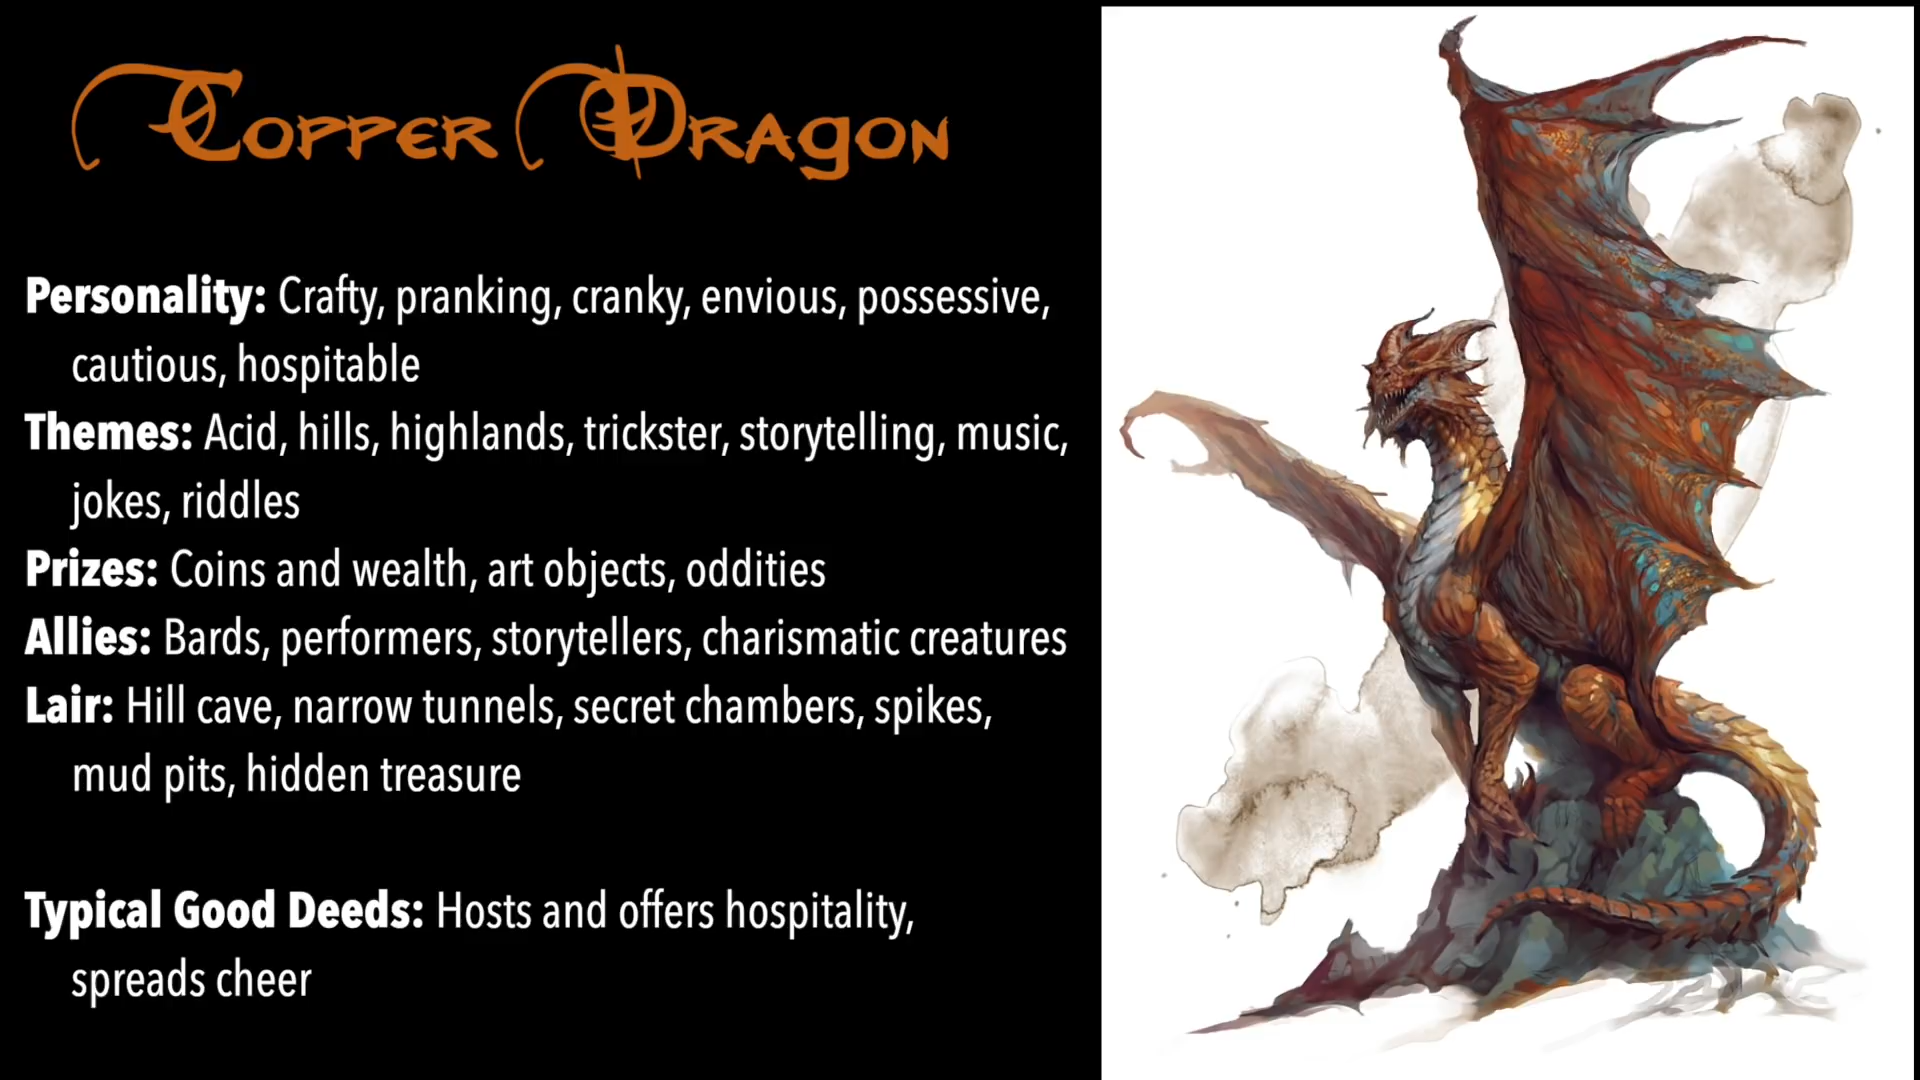 Copper Dragon
Personality: Crafty, pranking, cranky, envious, possessive,
cautious, hospitable
Themes: Acid, hills, highlands, trickster, storytelling, music,
jokes, riddles
Prizes: Coins and wealth, art objects, oddities
Allies: Bards, performers, storytellers, charismatic creatures
Lair: Hill cave, narrow tunnels, secret chambers, spikes,
mud pits, hidden treasure
Typical Good Deeds: Hosts and offers hospitality,
spreads cheer